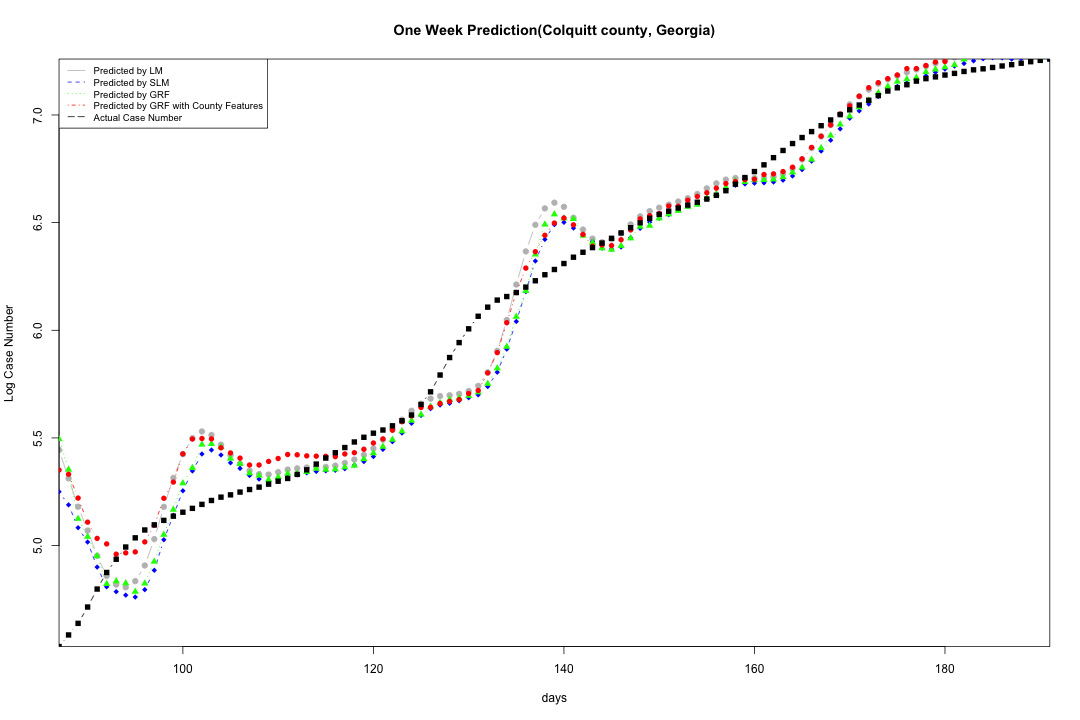 One Week Prediction(Colquitt county, Georgia)
Predicted by LM
Predicted by SLM
Predicted by GRF
Predicted by GRF with County Features
Actual Case Number
7.0
6.5
6.0
5.5
5.0
Log Case Number
100 120 140 160 180
days